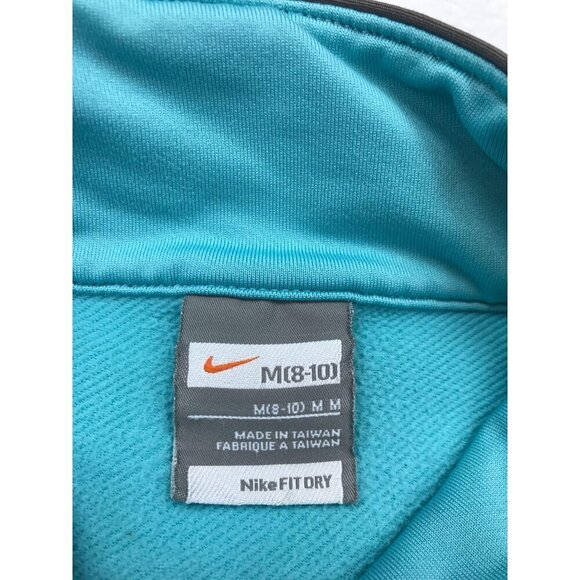 M(8-10)
M(8-10) M M
MADE IN TAIWAN
FABRIQUE A TAIWAN
Nike FIT DRY